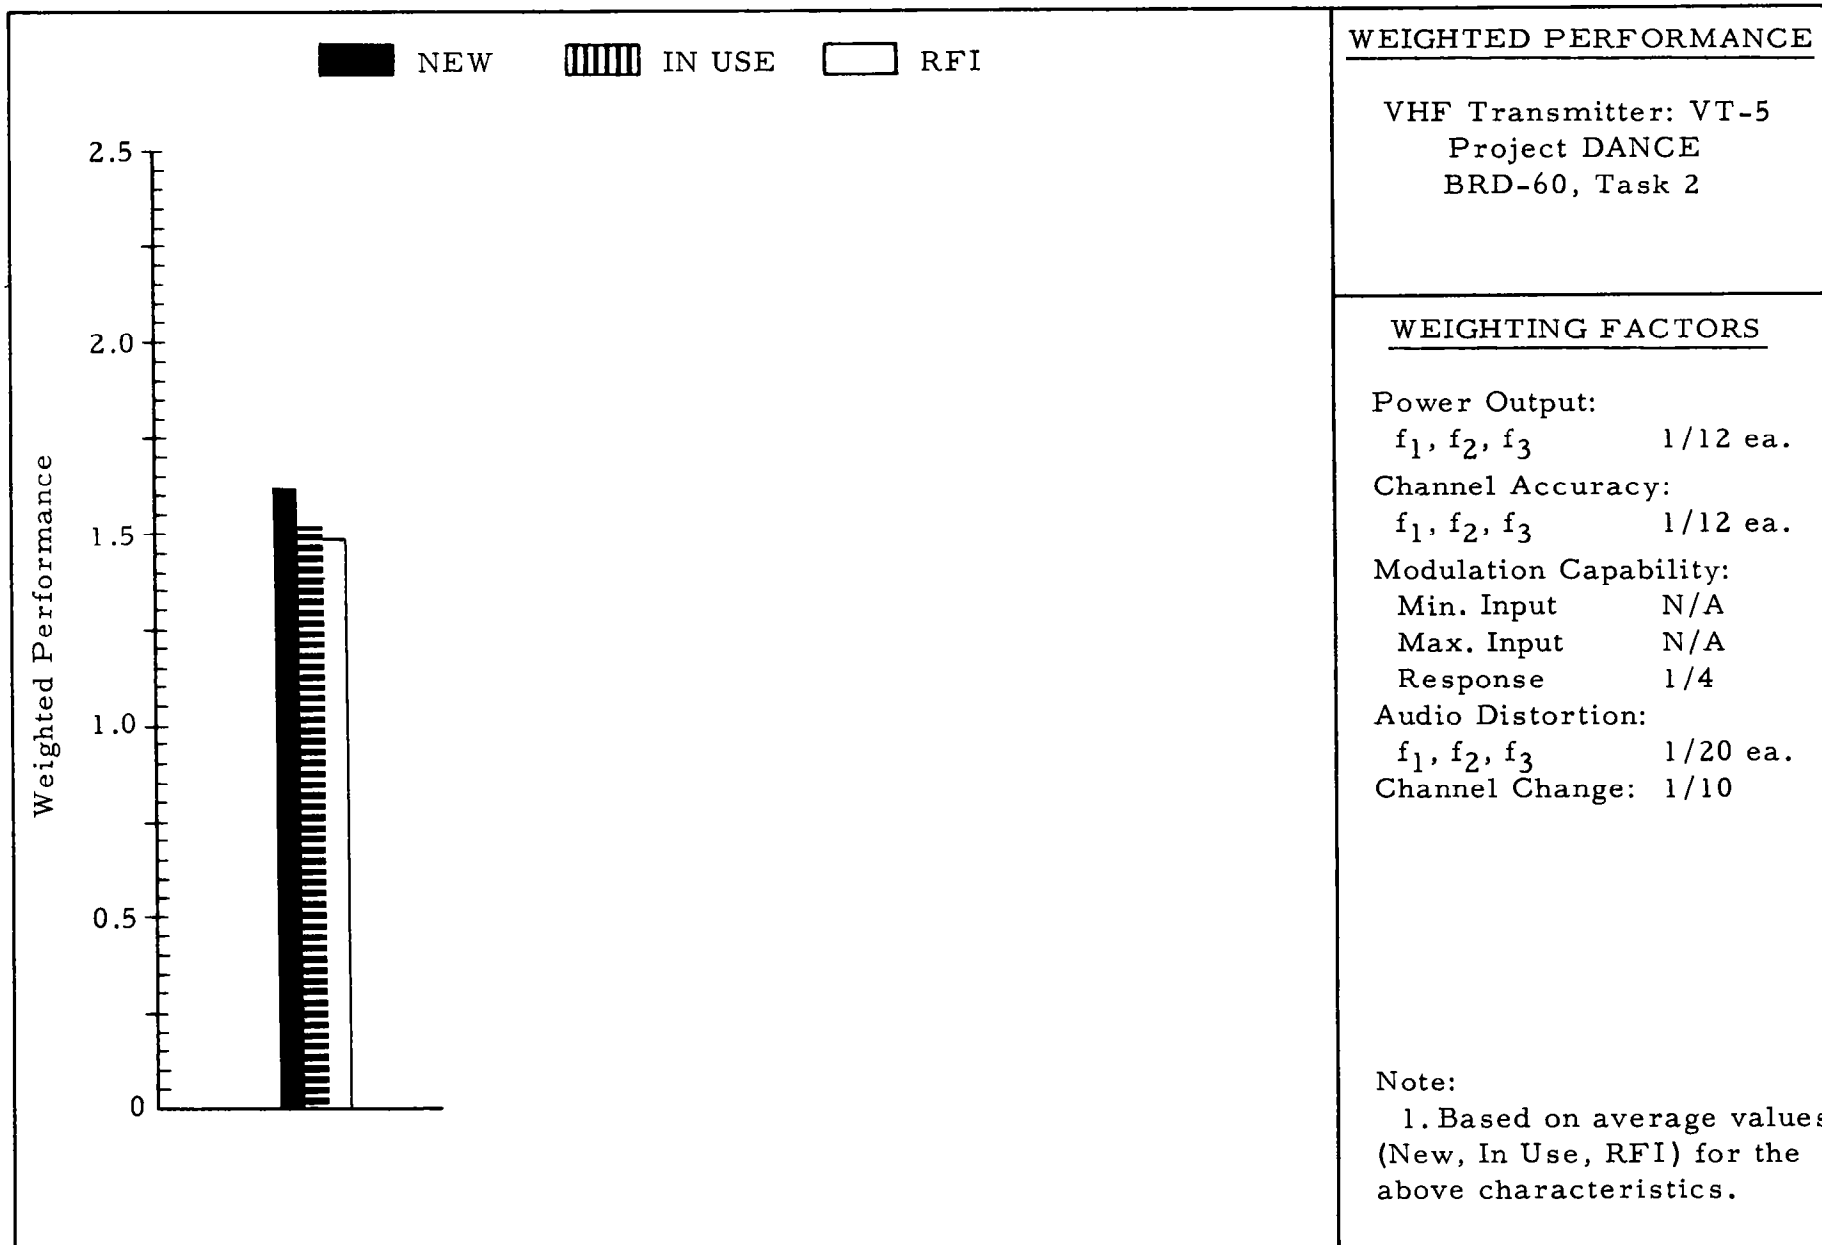 NEW IN USE RFI
2.5
2.0
1.5
1.0
0.5
0
Weighted Performance
WEIGHTED PERFORMANCE
VHF Transmitter: VT-5
Project DANCE
BRD-60, Task 2
WEIGHTING FACTORS
Power Output:
f1, f2, f3 1/12 ea.
Channel Accuracy:
f1, f2, f3 1/12 ea.
Modulation Capability:
Min. Input N/A
Max. Input N/A
Response 1/4
Audio Distortion:
f1, f2, f3 1/20 ea.
Channel Change: 1/10
Note:
1. Based on average values
(New, In Use, RFI) for the
above characteristics.